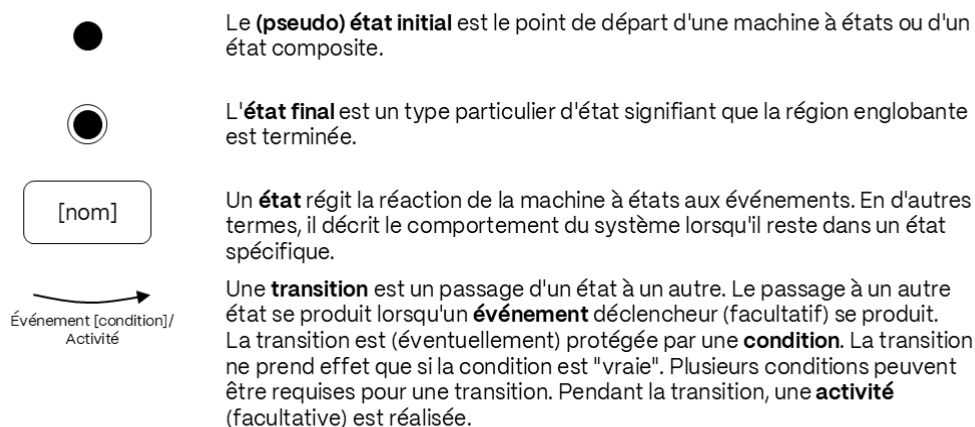 Le (pseudo) état initial est le point de départ d'une machine à états ou d'un
état composite.
L'état final est un type particulier d'état signifiant que la région englobante
est terminée.
[nom]
Un état régit la réaction de la machine à états aux événements. En d'autres
termes, il décrit le comportement du système lorsqu'il reste dans un état
spécifique.
Événement [condition]/
Activité
Une transition est un passage d'un état à un autre. Le passage à un autre
état se produit lorsqu'un événement déclencheur (facultatif) se produit.
La transition est (éventuellement) protégée par une condition. La transition
ne prend effet que si la condition est "vraie". Plusieurs conditions peuvent
être requises pour une transition. Pendant la transition, une activité
(facultative) est réalisée.